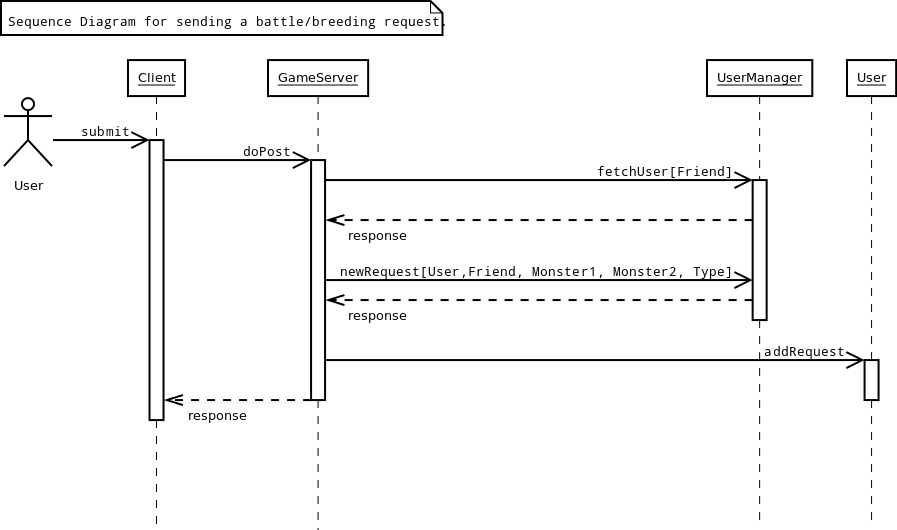 Sequence Diagram for sending a battle/breeding request.
Client
GameServer
UserManager
User
submit
doPost
fetchUser[Friend]
User
response
newRequest[User,Friend, Monster1, Monster2, Type]
response
addRequest
response